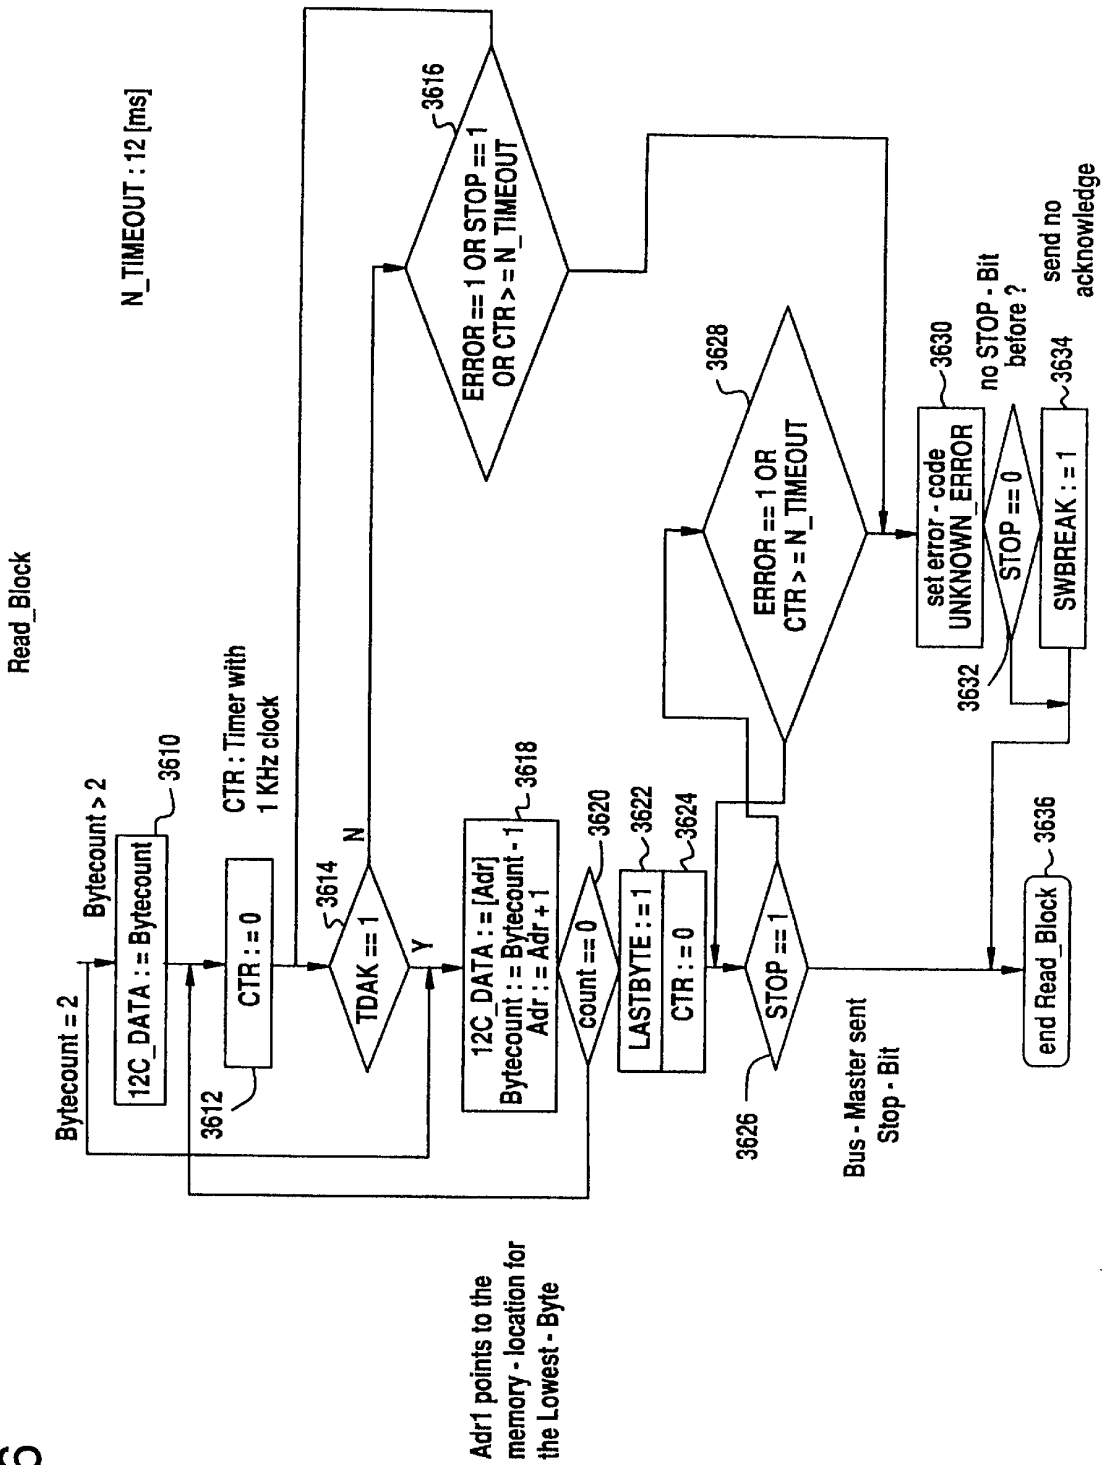 Read_Block
N_TIMEOUT : 12 [ms]
Bytecount = 2
Bytecount > 2
12C_DATA : = Bytecount
3610
CTR : Timer with
1 KHz clock
CTR : = 0
3612
TDAK == 1
3614
N
Y
ERROR == 1 OR STOP == 1
OR CTR > = N_TIMEOUT
3616
Adr1 points to the
memory - location for
the Lowest - Byte
12C_DATA : = [Adr]
Bytecount : = Bytecount - 1
Adr : = Adr + 1
3618
count == 0
3620
LASTBYTE : = 1
3622
CTR : = 0
3624
STOP == 1
3626
ERROR == 1 OR
CTR > = N_TIMEOUT
3628
Bus - Master sent
Stop - Bit
set error - code
UNKNOWN_ERROR
3630
no STOP - Bit
before ?
STOP == 0
3632
SWBREAK : = 1
3634
send no
acknowledge
end Read_Block
3636